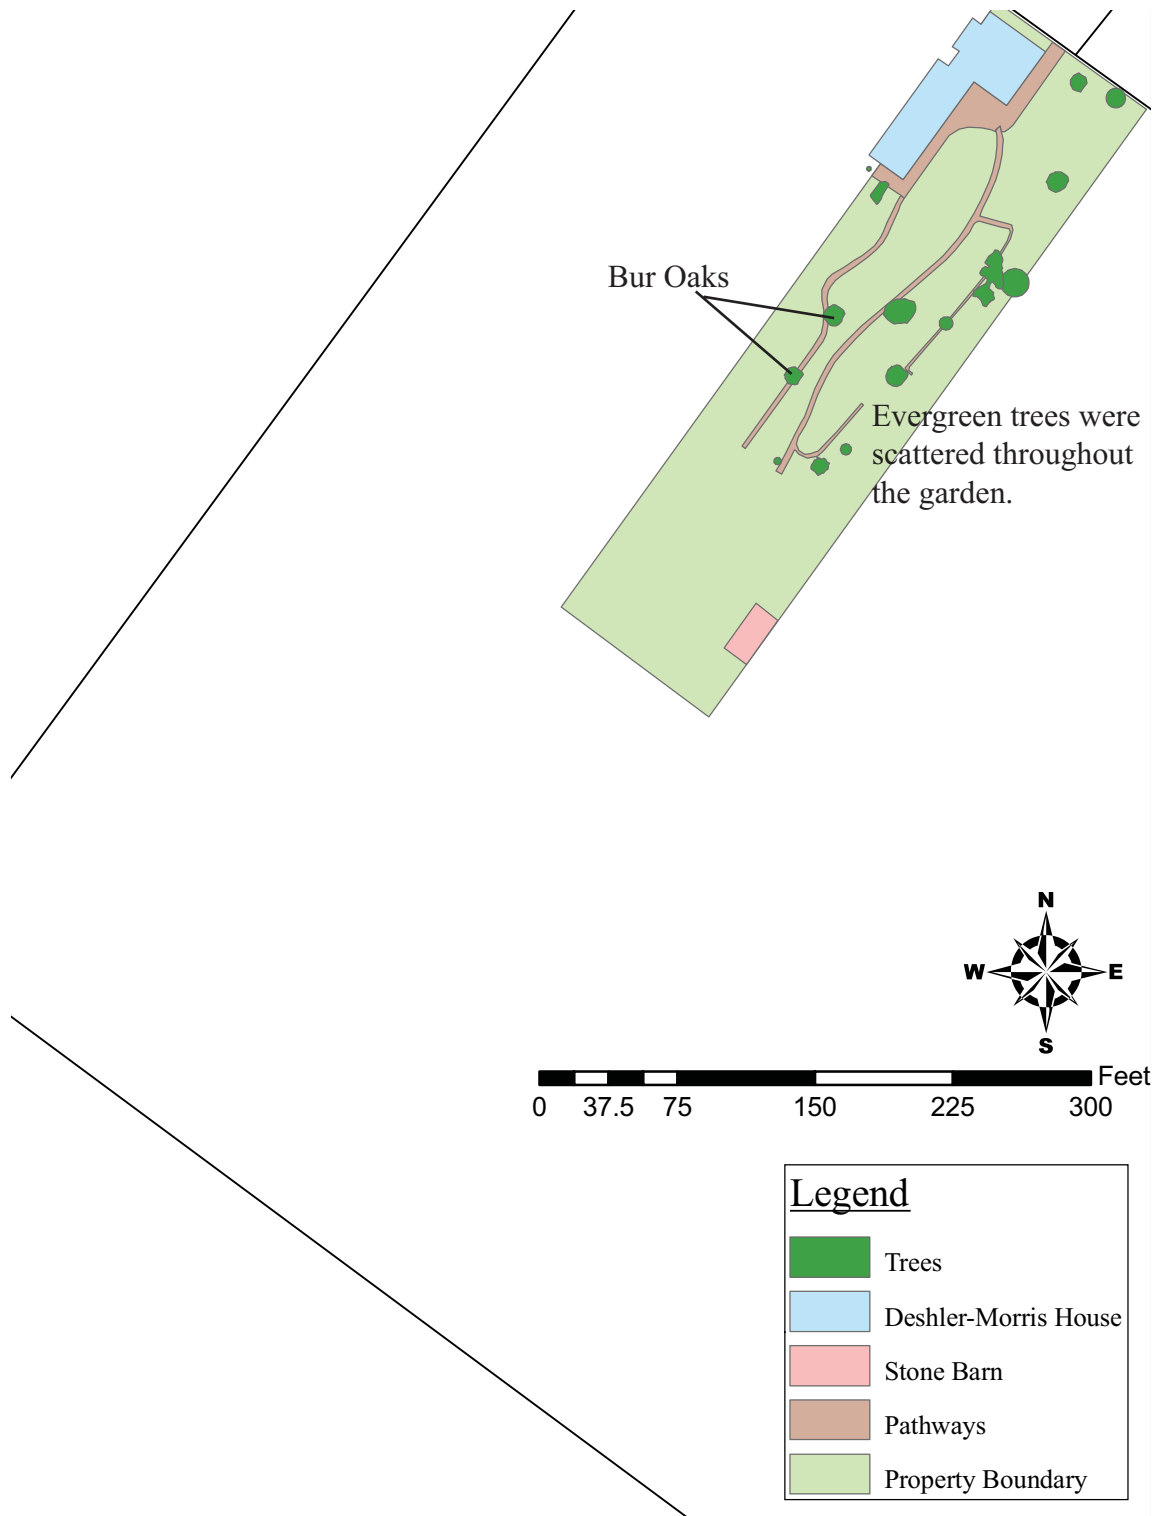 Bur Oaks
Evergreen trees were
scattered throughout
the garden.
N
W E
S
Feet
0 37.5 75 150 225 300
Legend
Trees
Deshler-Morris House
Stone Barn
Pathways
Property Boundary